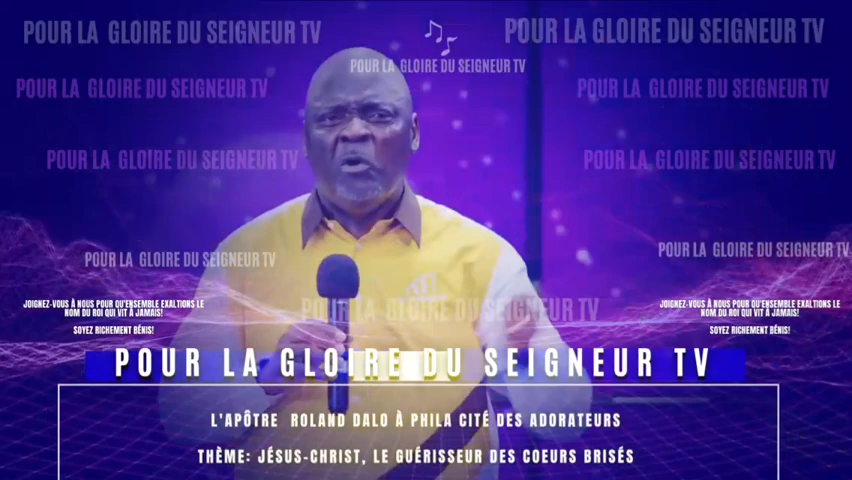 POUR LA GLOIRE DU SEIGNEUR TV
POUR LA GLOIRE DU SEIGNEUR TV
POUR LA GLOIRE DU SEIGNEUR TV
POUR LA GLOIRE DU SEIGNEUR TV
POUR LA GLOIRE DU SEIGNEUR TV
POUR LA GLOIRE DU SEIGNEUR TV
POUR LA GLOIRE DU SEIGNEUR TV
POUR LA GLOIRE DU SEIGNEUR TV
POUR LA GLOIRE DU SEIGNEUR TV
POUR LA GLOIRE DU SEIGNEUR TV
JOIGNEZ-VOUS À NOUS POUR QU'ENSEMBLE EXALTIONS LE
NOM DU ROI QUI VIT À JAMAIS!
SOYEZ RICHEMENT BÉNIS!
JOIGNEZ-VOUS À NOUS POUR QU'ENSEMBLE EXALTIONS LE
NOM DU ROI QUI VIT À JAMAIS!
SOYEZ RICHEMENT BÉNIS!
POUR LA GLOIRE DU SEIGNEUR TV
L'APÔTRE ROLAND DALO À PHILA CITÉ DES ADORATEURS
THÈME: JÉSUS-CHRIST, LE GUÉRISSEUR DES COEURS BRISÉS